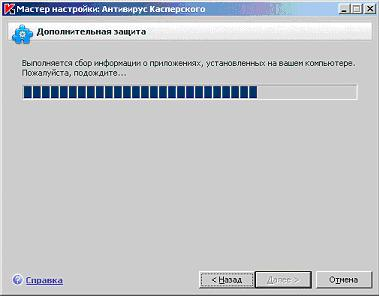 Мастер настройки: Антивирус Касперского
Дополнительная защита
Выполняется сбор информации о приложениях, установленных на вашем компьютере.
Пожалуйста, подождите...
Справка
< Назад
Далее >
Отмена